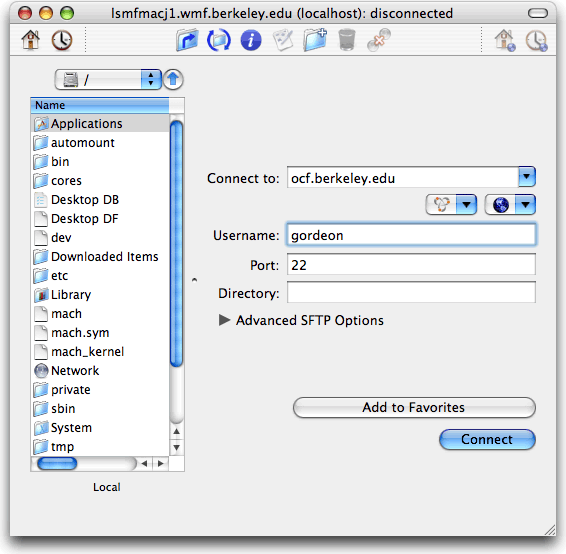 lsmfmacj1.wmf.berkeley.edu (localhost): disconnected
/
Name
Applications
automount
bin
cores
Desktop DB
Desktop DF
dev
Downloaded Items
etc
Library
mach
mach.sym
mach_kernel
Network
private
sbin
System
tmp
Local
Connect to: ocf.berkeley.edu
Username: gordeon
Port: 22
Directory:
Advanced SFTP Options
Add to Favorites
Connect